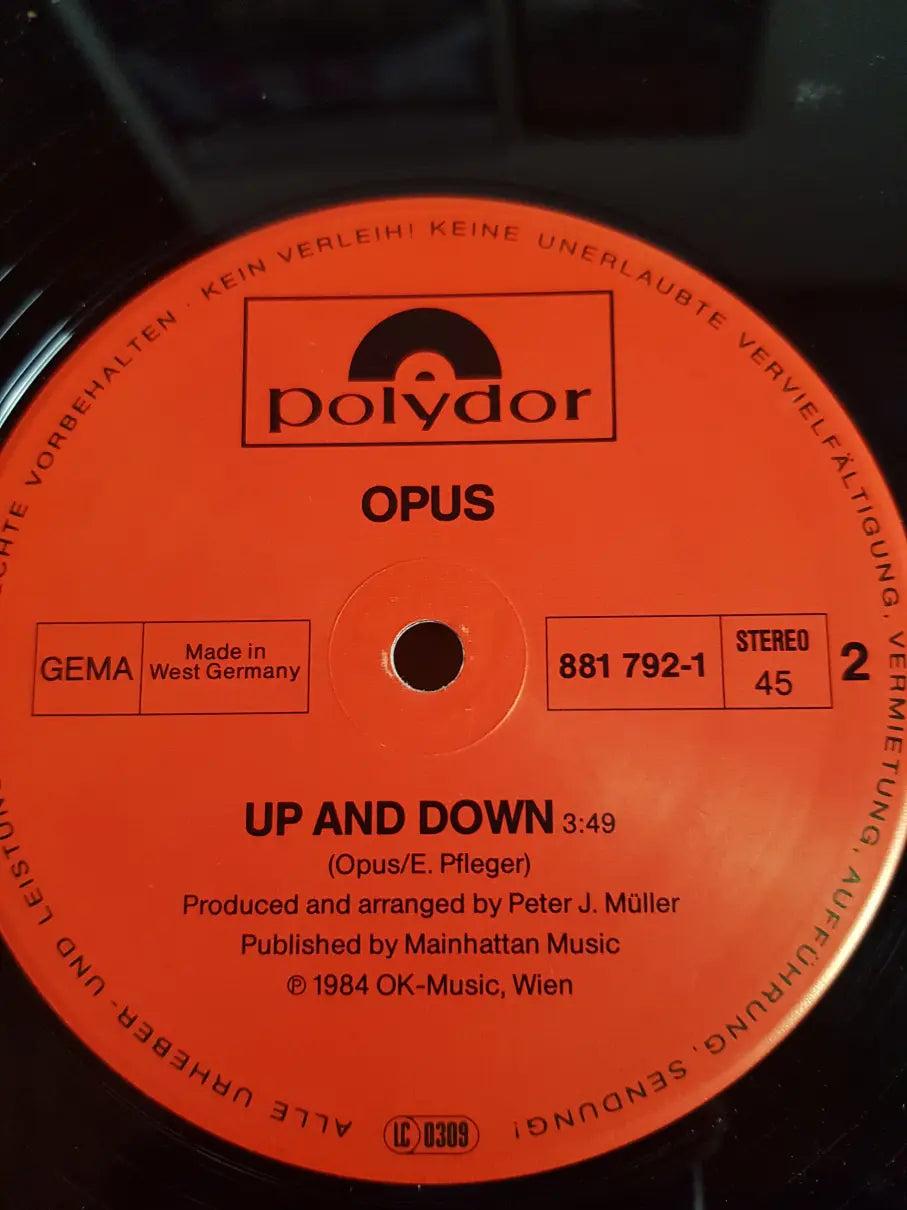 ALLE URHEBER- UND LEISTUNG
CHTE VORBEHALTEN · KEIN VERLEIH! KEINE UNERLAUBTE VERVIELFÄLTIGUNG, VERMIETUNG, AUFFÜHRUNG, SENDUNG!
polydor
OPUS
GEMA
Made in
West Germany
881 792-1
STEREO
45
2
UP AND DOWN 3:49
(Opus/E. Pfleger)
Produced and arranged by Peter J. Müller
Published by Mainhattan Music
℗ 1984 OK-Music, Wien
LC 0309